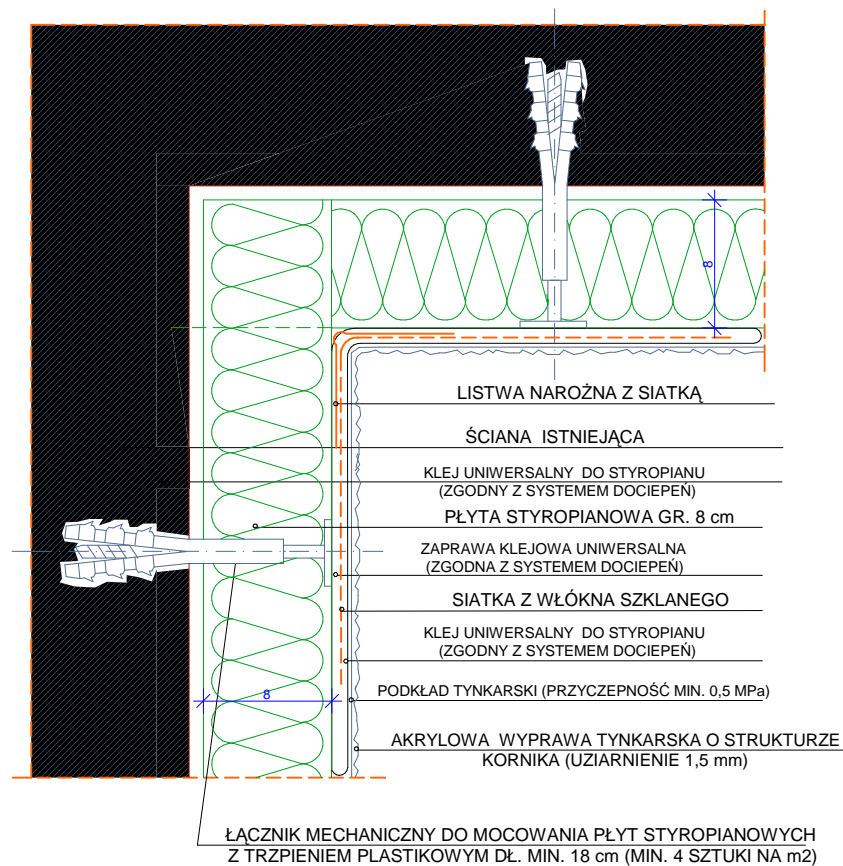 8
LISTWA NAROŻNA Z SIATKĄ
ŚCIANA ISTNIEJĄCA
KLEJ UNIWERSALNY DO STYROPIANU
(ZGODNY Z SYSTEMEM DOCIEPEŃ)
PŁYTA STYROPIANOWA GR. 8 cm
ZAPRAWA KLEJOWA UNIWERSALNA
(ZGODNA Z SYSTEMEM DOCIEPEŃ)
SIATKA Z WŁÓKNA SZKLANEGO
KLEJ UNIWERSALNY DO STYROPIANU
(ZGODNY Z SYSTEMEM DOCIEPEŃ)
8
PODKŁAD TYNKARSKI (PRZYCZEPNOŚĆ MIN. 0,5 MPa)
AKRYLOWA WYPRAWA TYNKARSKA O STRUKTURZE
KORNIKA (UZIARNIENIE 1,5 mm)
ŁĄCZNIK MECHANICZNY DO MOCOWANIA PŁYT STYROPIANOWYCH
Z TRZPIENIEM PLASTIKOWYM DŁ. MIN. 18 cm (MIN. 4 SZTUKI NA m2)